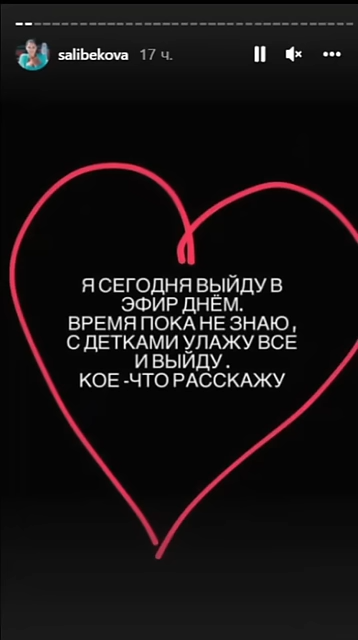 salibekova 17 ч.
Я СЕГОДНЯ ВЫЙДУ В
ЭФИР ДНЁМ.
ВРЕМЯ ПОКА НЕ ЗНАЮ,
С ДЕТКАМИ УЛАЖУ ВСЕ
И ВЫЙДУ .
КОЕ -ЧТО РАССКАЖУ